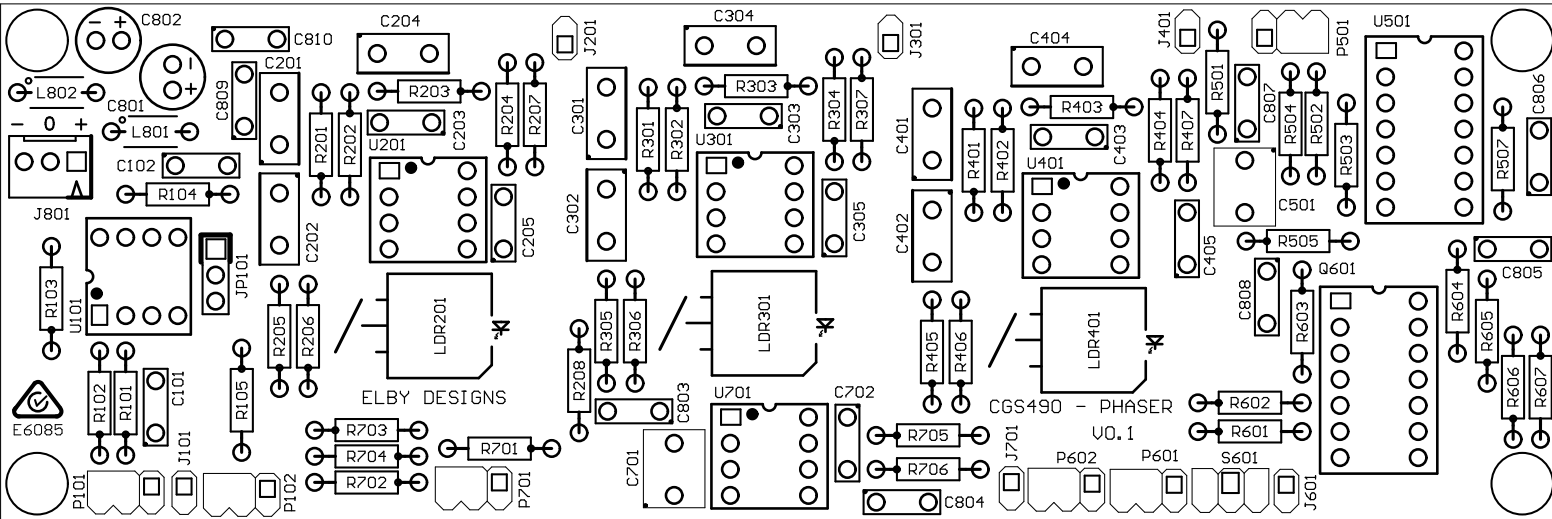 C802
C204
J201
C304
J301
C404
J401
R501
P501
U501
C810
C201
C809
L802
C801
L801
- 0 +
C102
R104
J801
R203
R204
R207
C203
R201
R202
U201
C301
R301
R302
R303
C303
R304
R307
U301
C401
R401
R402
R403
C403
R404
R407
U401
C807
R504
R502
R503
C501
R507
C806
R103
U101
JP101
C202
C205
C302
C305
C402
C405
R505
C808
R603
Q601
R604
R605
C805
R205
R206
LDR201
R305
R306
R208
LDR301
R405
R406
LDR401
R606
R607
E6085
R102
R101
C101
R105
ELBY DESIGNS
C803
U701
C702
CGS490 - PHASER
V0.1
R602
R601
P101
J101
P102
R703
R704
R702
R701
P701
C701
R705
R706
C804
J701
P602
P601
S601
J601